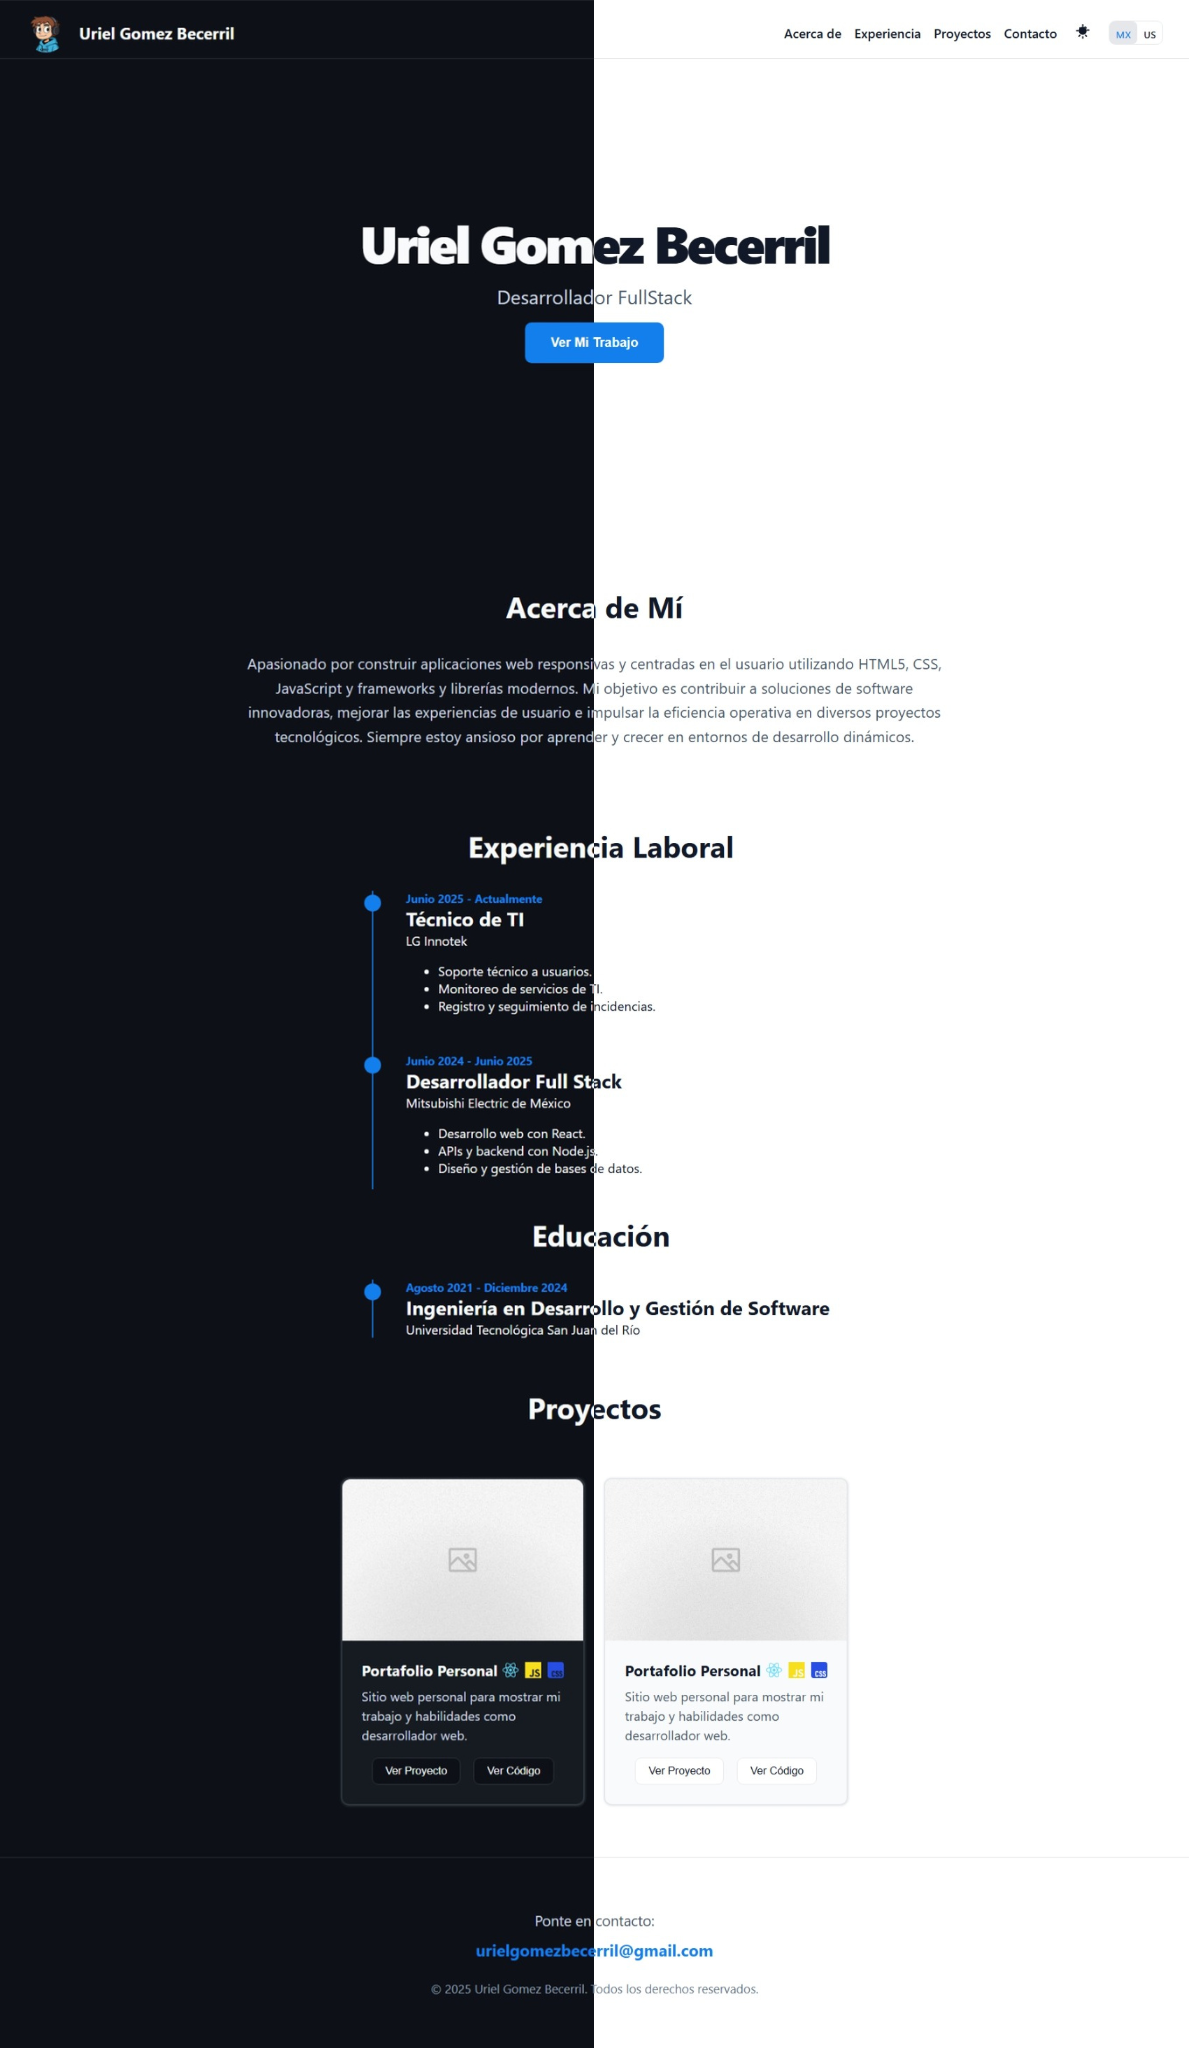 Uriel Gomez Becerril
Acerca de Experiencia Proyectos Contacto MX US
Uriel Gomez Becerril
Desarrollador FullStack
Ver Mi Trabajo
Acerca de Mí
Apasionado por construir aplicaciones web responsivas y centradas en el usuario utilizando HTML5, CSS,
JavaScript y frameworks y librerías modernos. Mi objetivo es contribuir a soluciones de software
innovadoras, mejorar las experiencias de usuario e impulsar la eficiencia operativa en diversos proyectos
tecnológicos. Siempre estoy ansioso por aprender y crecer en entornos de desarrollo dinámicos.
Experiencia Laboral
Junio 2025 - Actualmente
Técnico de TI
LG Innotek
• Soporte técnico a usuarios.
• Monitoreo de servicios de TI.
• Registro y seguimiento de incidencias.
Junio 2024 - Junio 2025
Desarrollador Full Stack
Mitsubishi Electric de México
• Desarrollo web con React.
• APIs y backend con Node.js.
• Diseño y gestión de bases de datos.
Educación
Agosto 2021 - Diciembre 2024
Ingeniería en Desarrollo y Gestión de Software
Universidad Tecnológica San Juan del Río
Proyectos
Portafolio Personal JS CSS
Sitio web personal para mostrar mi
trabajo y habilidades como
desarrollador web.
Ver Proyecto Ver Código
Portafolio Personal JS CSS
Sitio web personal para mostrar mi
trabajo y habilidades como
desarrollador web.
Ver Proyecto Ver Código
Ponte en contacto:
urielgomezbecerril@gmail.com
© 2025 Uriel Gomez Becerril. Todos los derechos reservados.